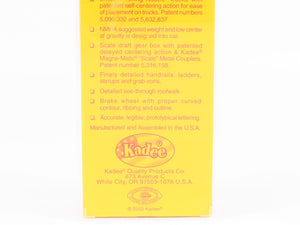 patented self-centering action for
ease of placement on trucks. Patent numbers
5,096,332 and 5,832,837
A suggested weight and low center of
gravity is designed into car.
Scale draft gear box with patented
delayed centering action & Kadee®
Magne-Matic® "Scale" Metal Couplers.
Patent number 5,316,158.
Finely detailed handrails, ladders,
stirrups and grab irons.
Detailed see-through roofwalk.
Brake wheel with proper curved
contour, ribbing and outline.
Accurate, legible, prototypical lettering.
Manufactured and Assembled in the U.S.A.
Kadee
Kadee® Quality Products Co.
673 Avenue C
White City, OR 97503-1078 U.S.A.
Kadee®